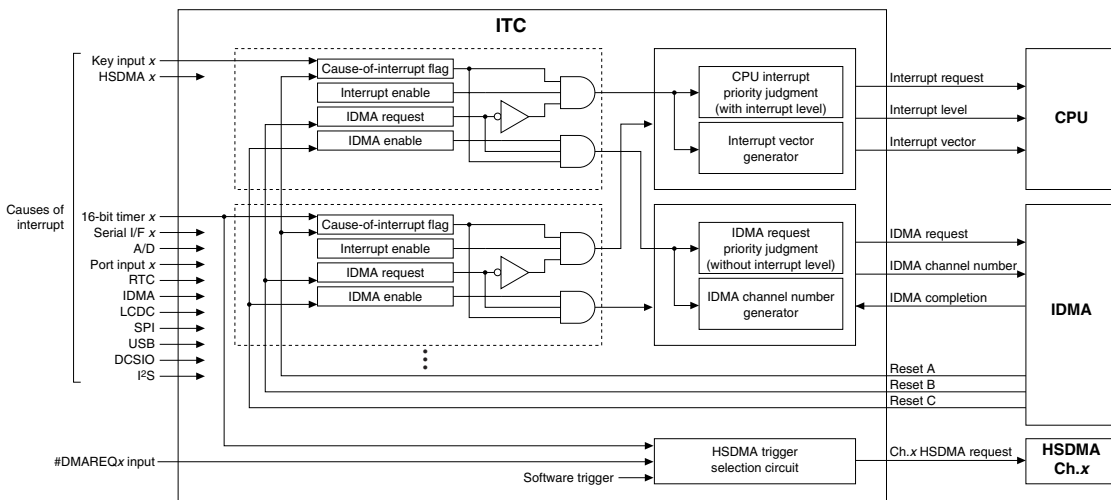 ITC
Key input x
HSDMA x
Causes of
interrupt
16-bit timer x
Serial I/F x
A/D
Port input x
RTC
IDMA
LCDC
SPI
USB
DCSIO
I²S
#DMAREQx input
Software trigger
Cause-of-interrupt flag
Interrupt enable
IDMA request
IDMA enable
Cause-of-interrupt flag
Interrupt enable
IDMA request
IDMA enable
CPU interrupt
priority judgment
(with interrupt level)
Interrupt vector
generator
IDMA request
priority judgment
(without interrupt level)
IDMA channel number
generator
HSDMA trigger
selection circuit
Interrupt request
Interrupt level
Interrupt vector
CPU
IDMA request
IDMA channel number
IDMA completion
IDMA
Reset A
Reset B
Reset C
Ch.x HSDMA request
HSDMA
Ch.x